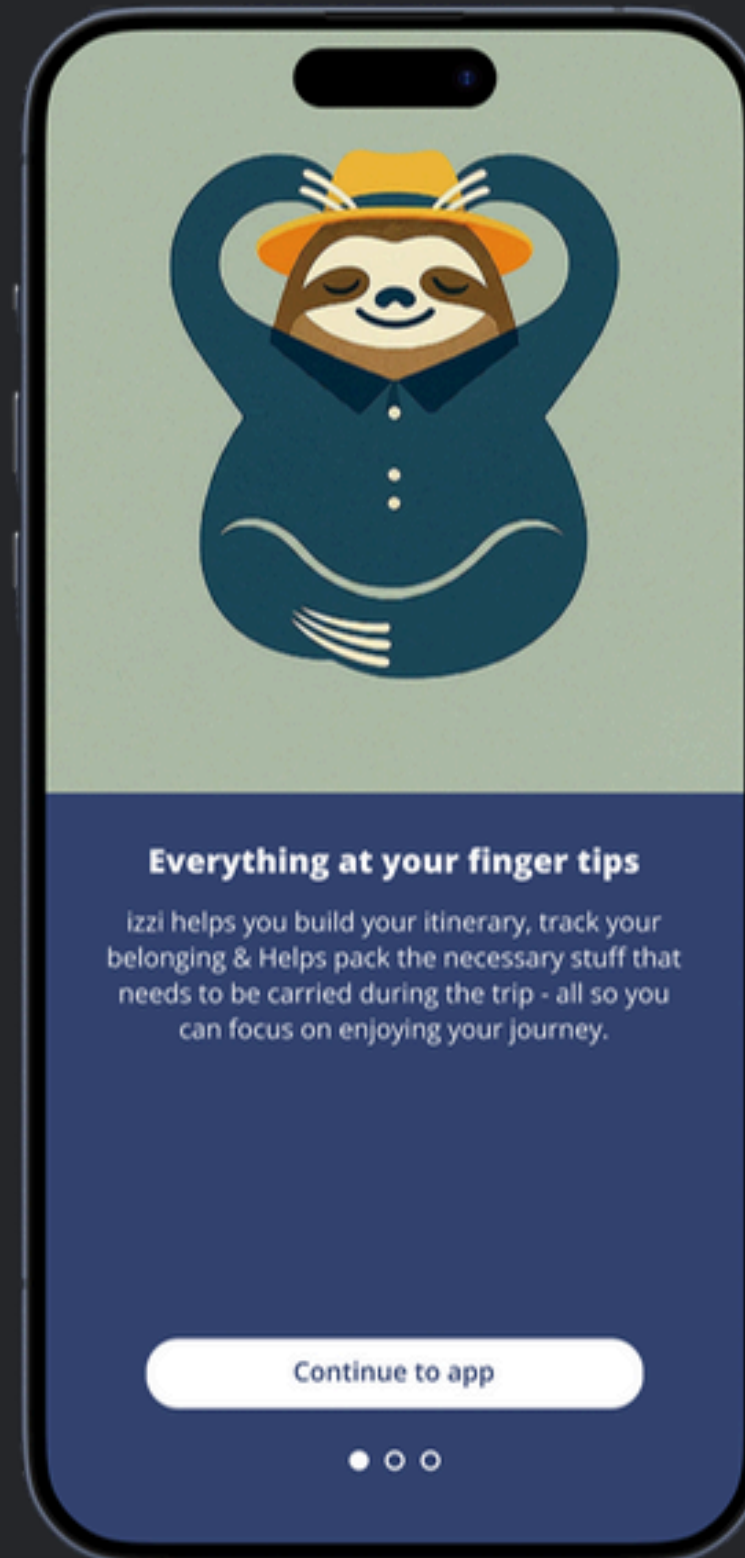 Everything at your finger tips
izzi helps you build your itinerary, track your
belonging & Helps pack the necessary stuff that
needs to be carried during the trip - all so you
can focus on enjoying your journey.
Continue to app